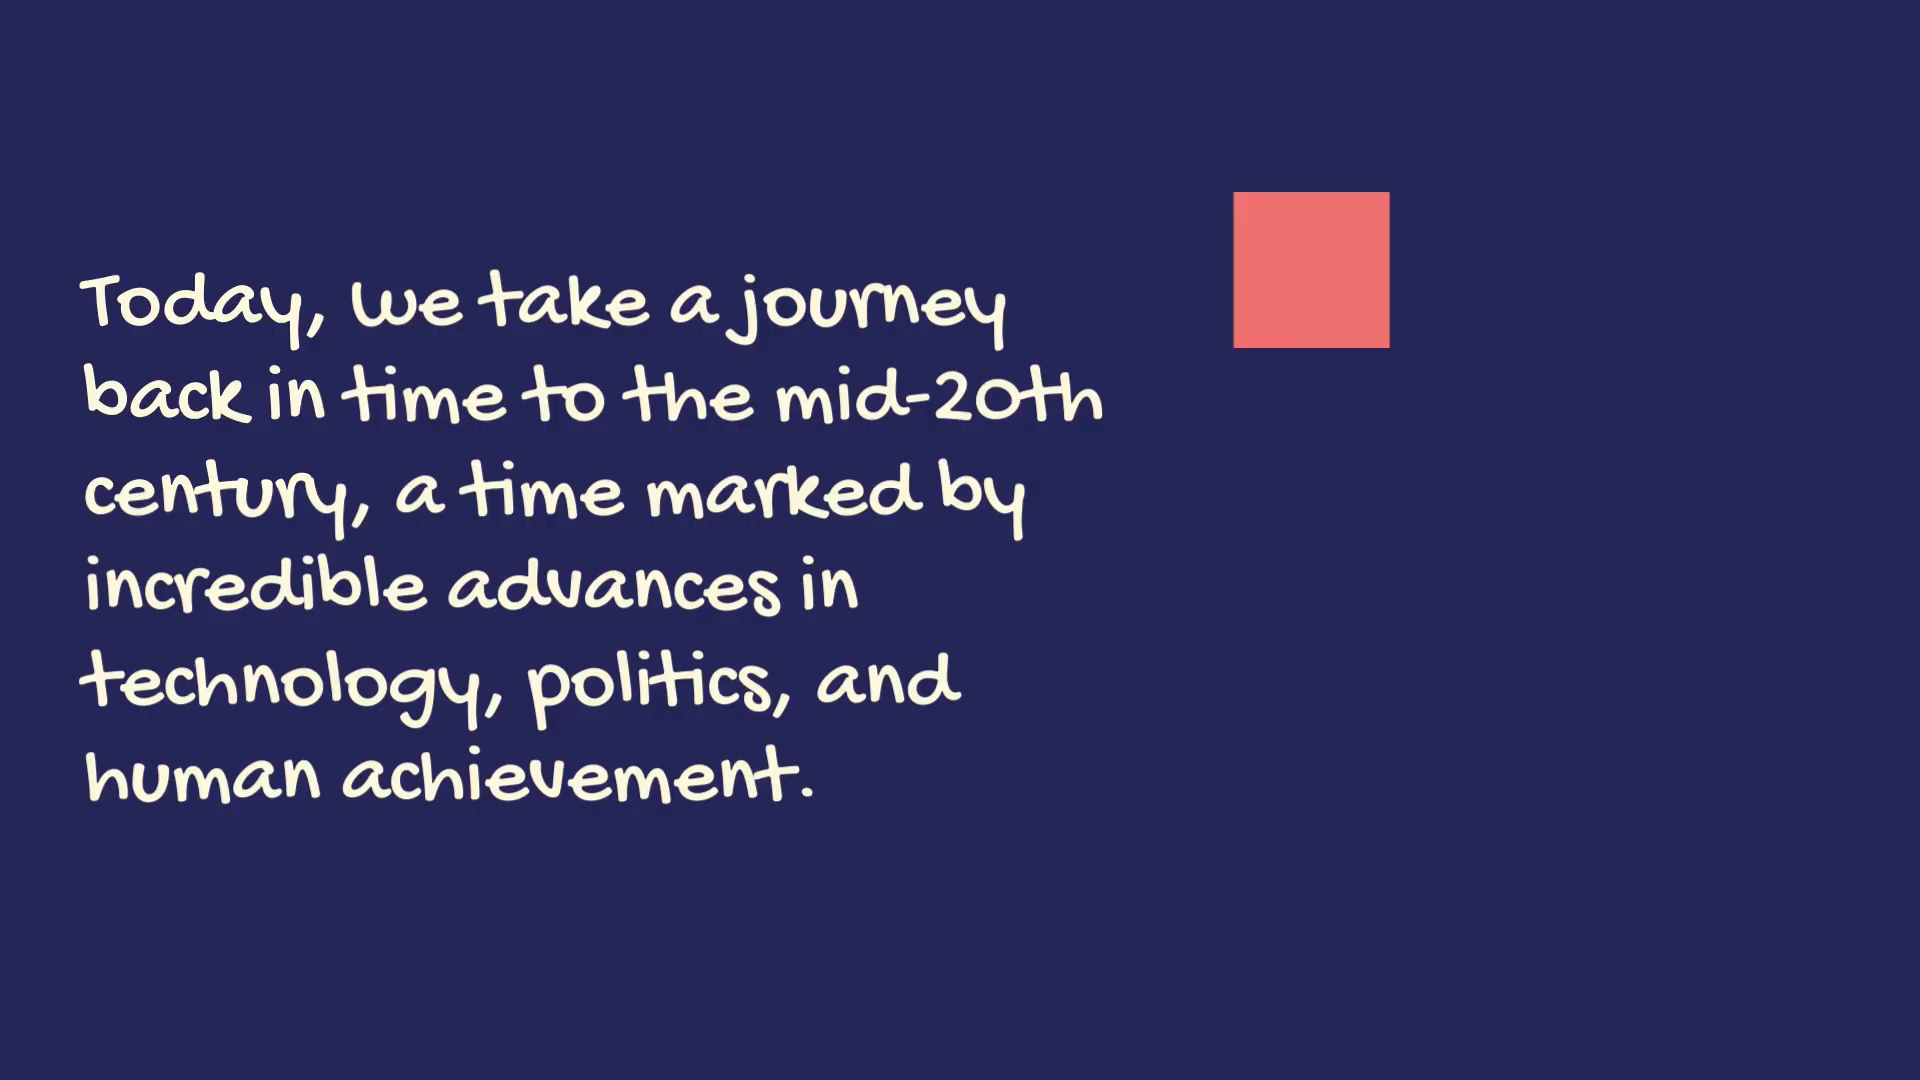 Today, we take a journey
back in time to the mid-20th
century, a time marked by
incredible advances in
technology, politics, and
human achievement.